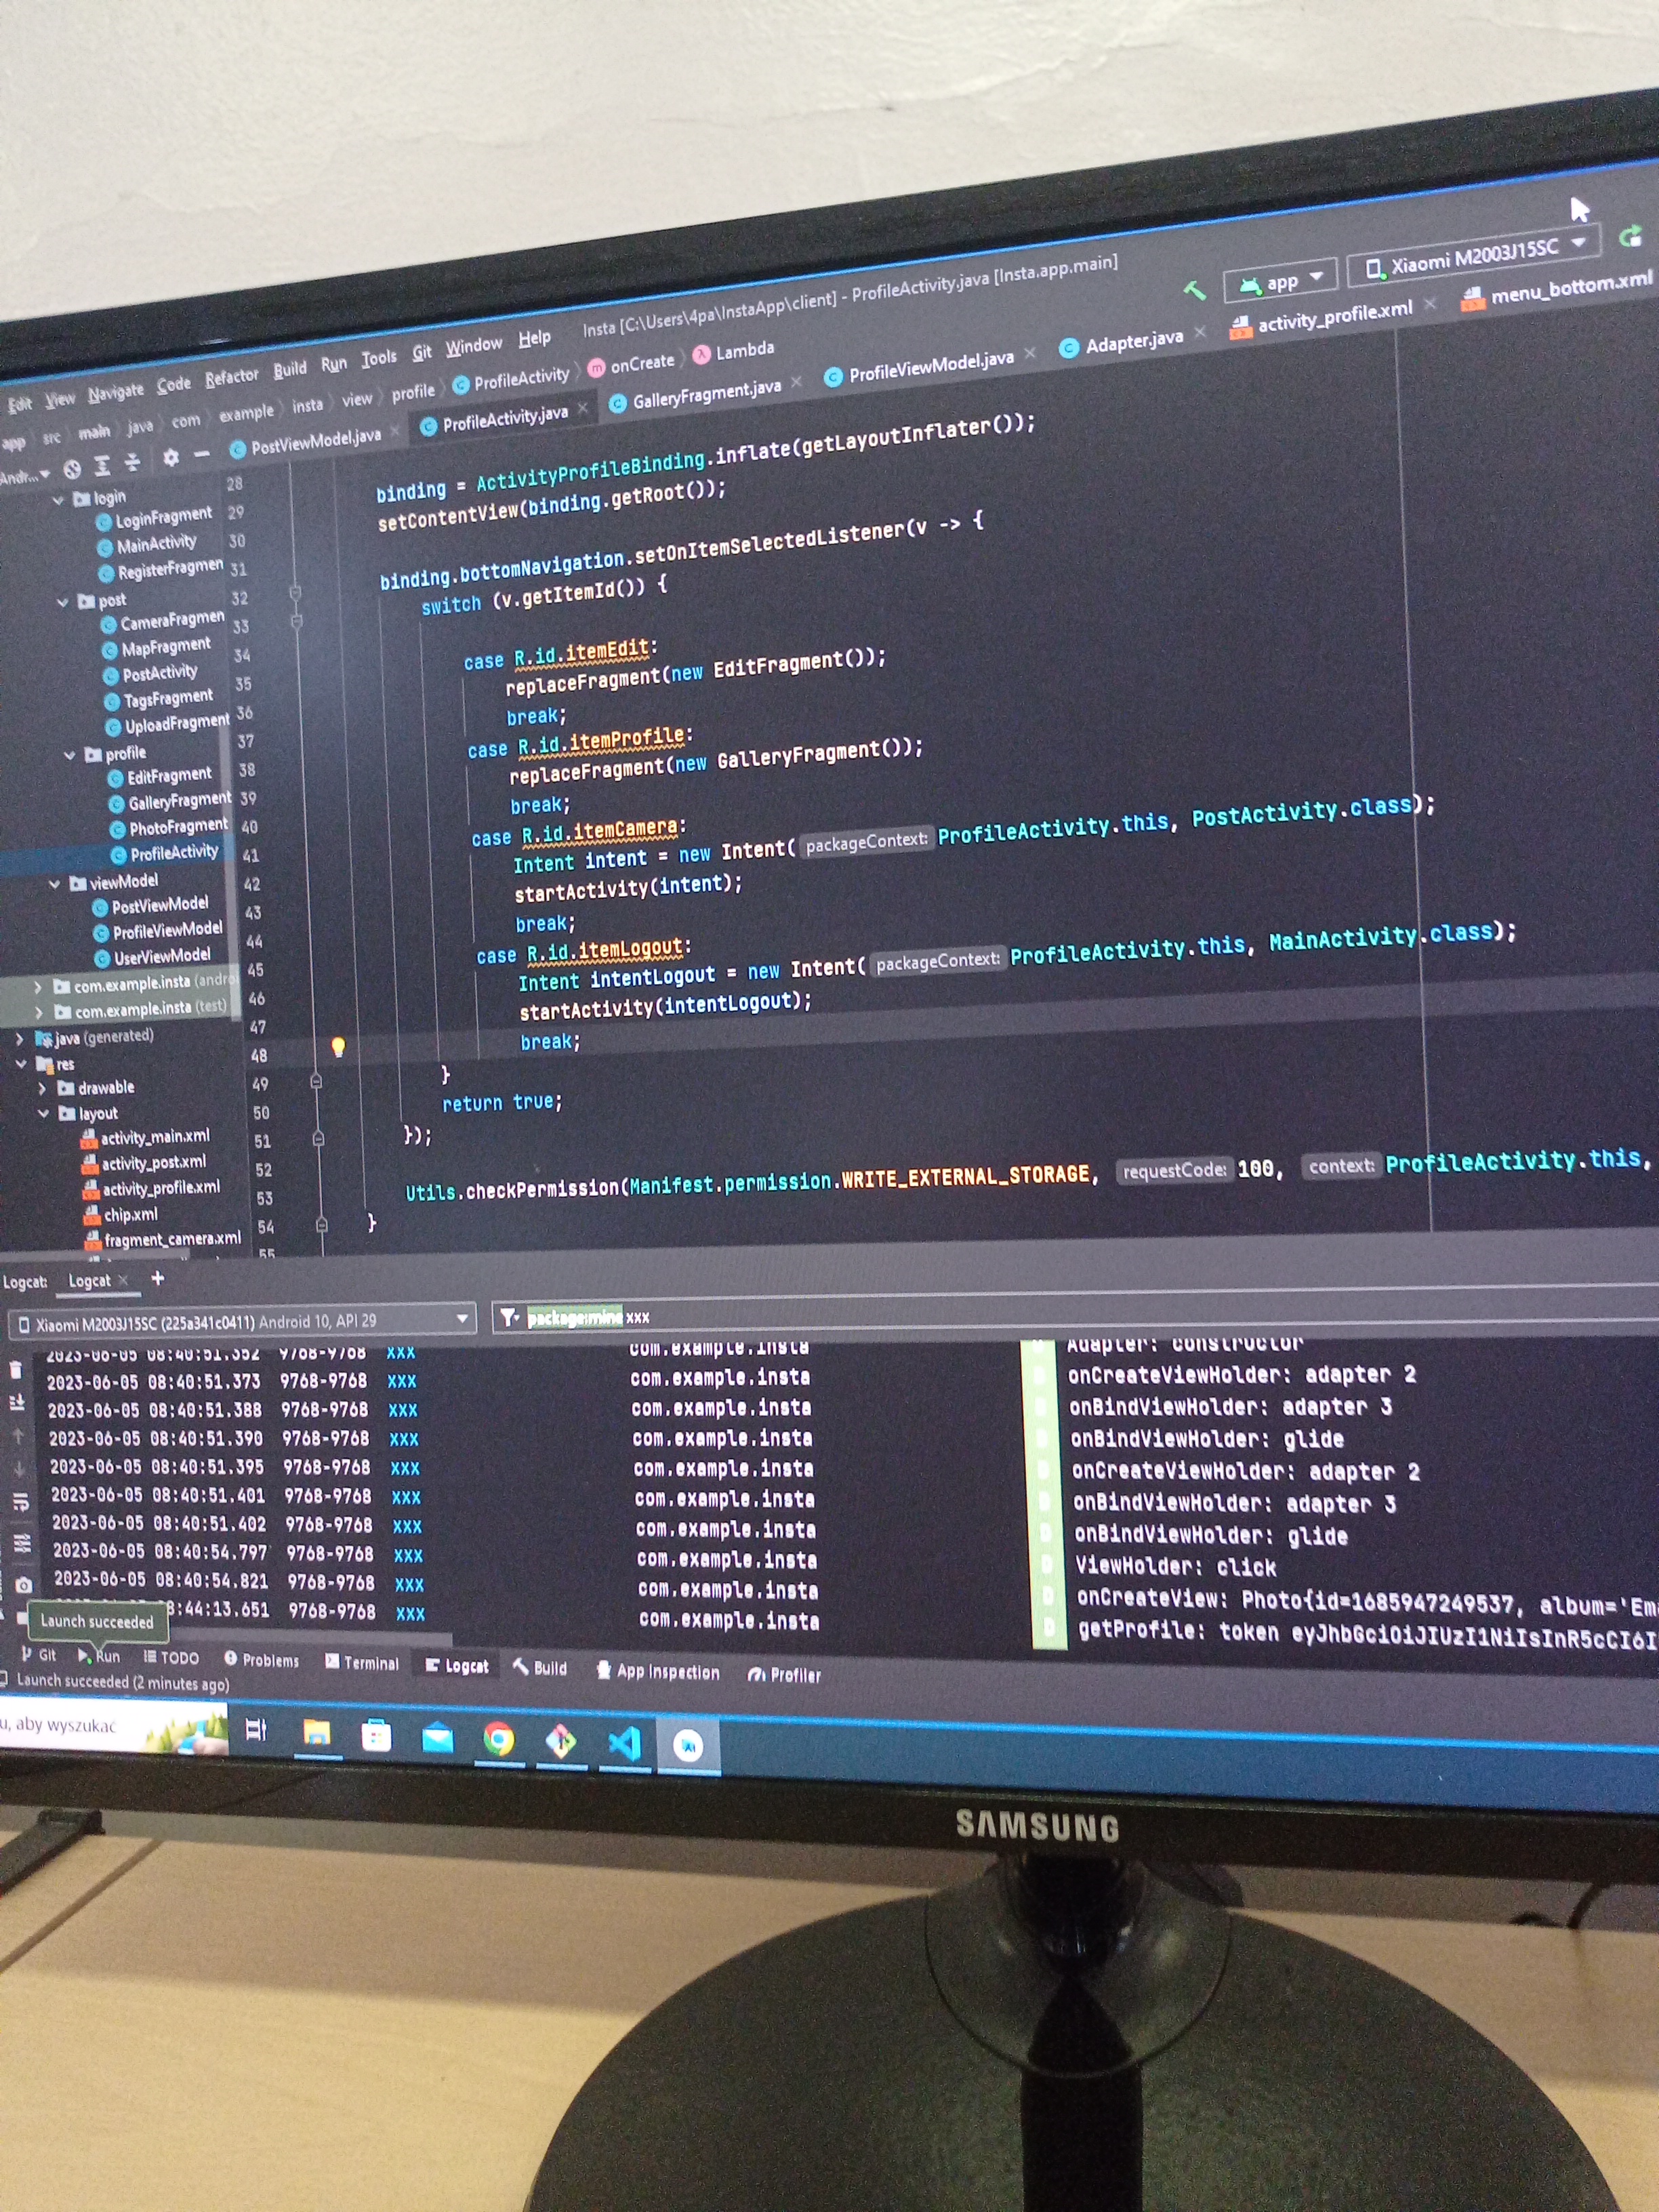 Edit View Navigate Code Refactor Build Run Tools Git Window Help Insta [C:\Users\4pa\InstaApp\client] - ProfileActivity.java [Insta.app.main]
app src main java com example insta view profile ProfileActivity onCreate Lambda app Xiaomi M2003J15SC
Andr... PostViewModel.java ProfileActivity.java GalleryFragment.java ProfileViewModel.java Adapter.java activity_profile.xml menu_bottom.xml
login
LoginFragment
MainActivity
RegisterFragmen
post
CameraFragmen
MapFragment
PostActivity
TagsFragment
UploadFragment
profile
EditFragment
GalleryFragment
PhotoFragment
ProfileActivity
viewModel
PostViewModel
ProfileViewModel
UserViewModel
com.example.insta (andro
com.example.insta (test)
java (generated)
res
drawable
layout
activity_main.xml
activity_post.xml
activity_profile.xml
chip.xml
fragment_camera.xml
28
29
30
31
32
33
34
35
36
37
38
39
40
41
42
43
44
45
46
47
48
49
50
51
52
53
54
55
binding = ActivityProfileBinding.inflate(getLayoutInflater());
setContentView(binding.getRoot());
binding.bottomNavigation.setOnItemSelectedListener(v -> {
switch (v.getItemId()) {
case R.id.itemEdit:
replaceFragment(new EditFragment());
break;
case R.id.itemProfile:
replaceFragment(new GalleryFragment());
break;
case R.id.itemCamera:
Intent intent = new Intent( packageContext: ProfileActivity.this, PostActivity.class);
startActivity(intent);
break;
case R.id.itemLogout:
Intent intentLogout = new Intent( packageContext: ProfileActivity.this, MainActivity.class);
startActivity(intentLogout);
break;
}
return true;
});
Utils.checkPermission(Manifest.permission.WRITE_EXTERNAL_STORAGE, requestCode: 100, context: ProfileActivity.this,
}
Logcat: Logcat
Xiaomi M2003J15SC (225a341c0411) Android 10, API 29 package:mine xxx
2023-06-05 08:40:51.352 9768-9768 XXX com.example.insta Adapter: constructor
2023-06-05 08:40:51.373 9768-9768 XXX com.example.insta D onCreateViewHolder: adapter 2
2023-06-05 08:40:51.388 9768-9768 XXX com.example.insta D onBindViewHolder: adapter 3
2023-06-05 08:40:51.390 9768-9768 XXX com.example.insta D onBindViewHolder: glide
2023-06-05 08:40:51.395 9768-9768 XXX com.example.insta D onCreateViewHolder: adapter 2
2023-06-05 08:40:51.401 9768-9768 XXX com.example.insta D onBindViewHolder: adapter 3
2023-06-05 08:40:51.402 9768-9768 XXX com.example.insta D onBindViewHolder: glide
2023-06-05 08:40:54.797 9768-9768 XXX com.example.insta D ViewHolder: click
2023-06-05 08:40:54.821 9768-9768 XXX com.example.insta D onCreateView: Photo{id=1685947249537, album='Ema
8:44:13.651 9768-9768 XXX com.example.insta D getProfile: token eyJhbGciOiJIUzI1NiIsInR5cCI6I
Launch succeeded
Git Run TODO Problems Terminal Logcat Build App Inspection Profiler
Launch succeeded (2 minutes ago)
u, aby wyszukać
SAMSUNG